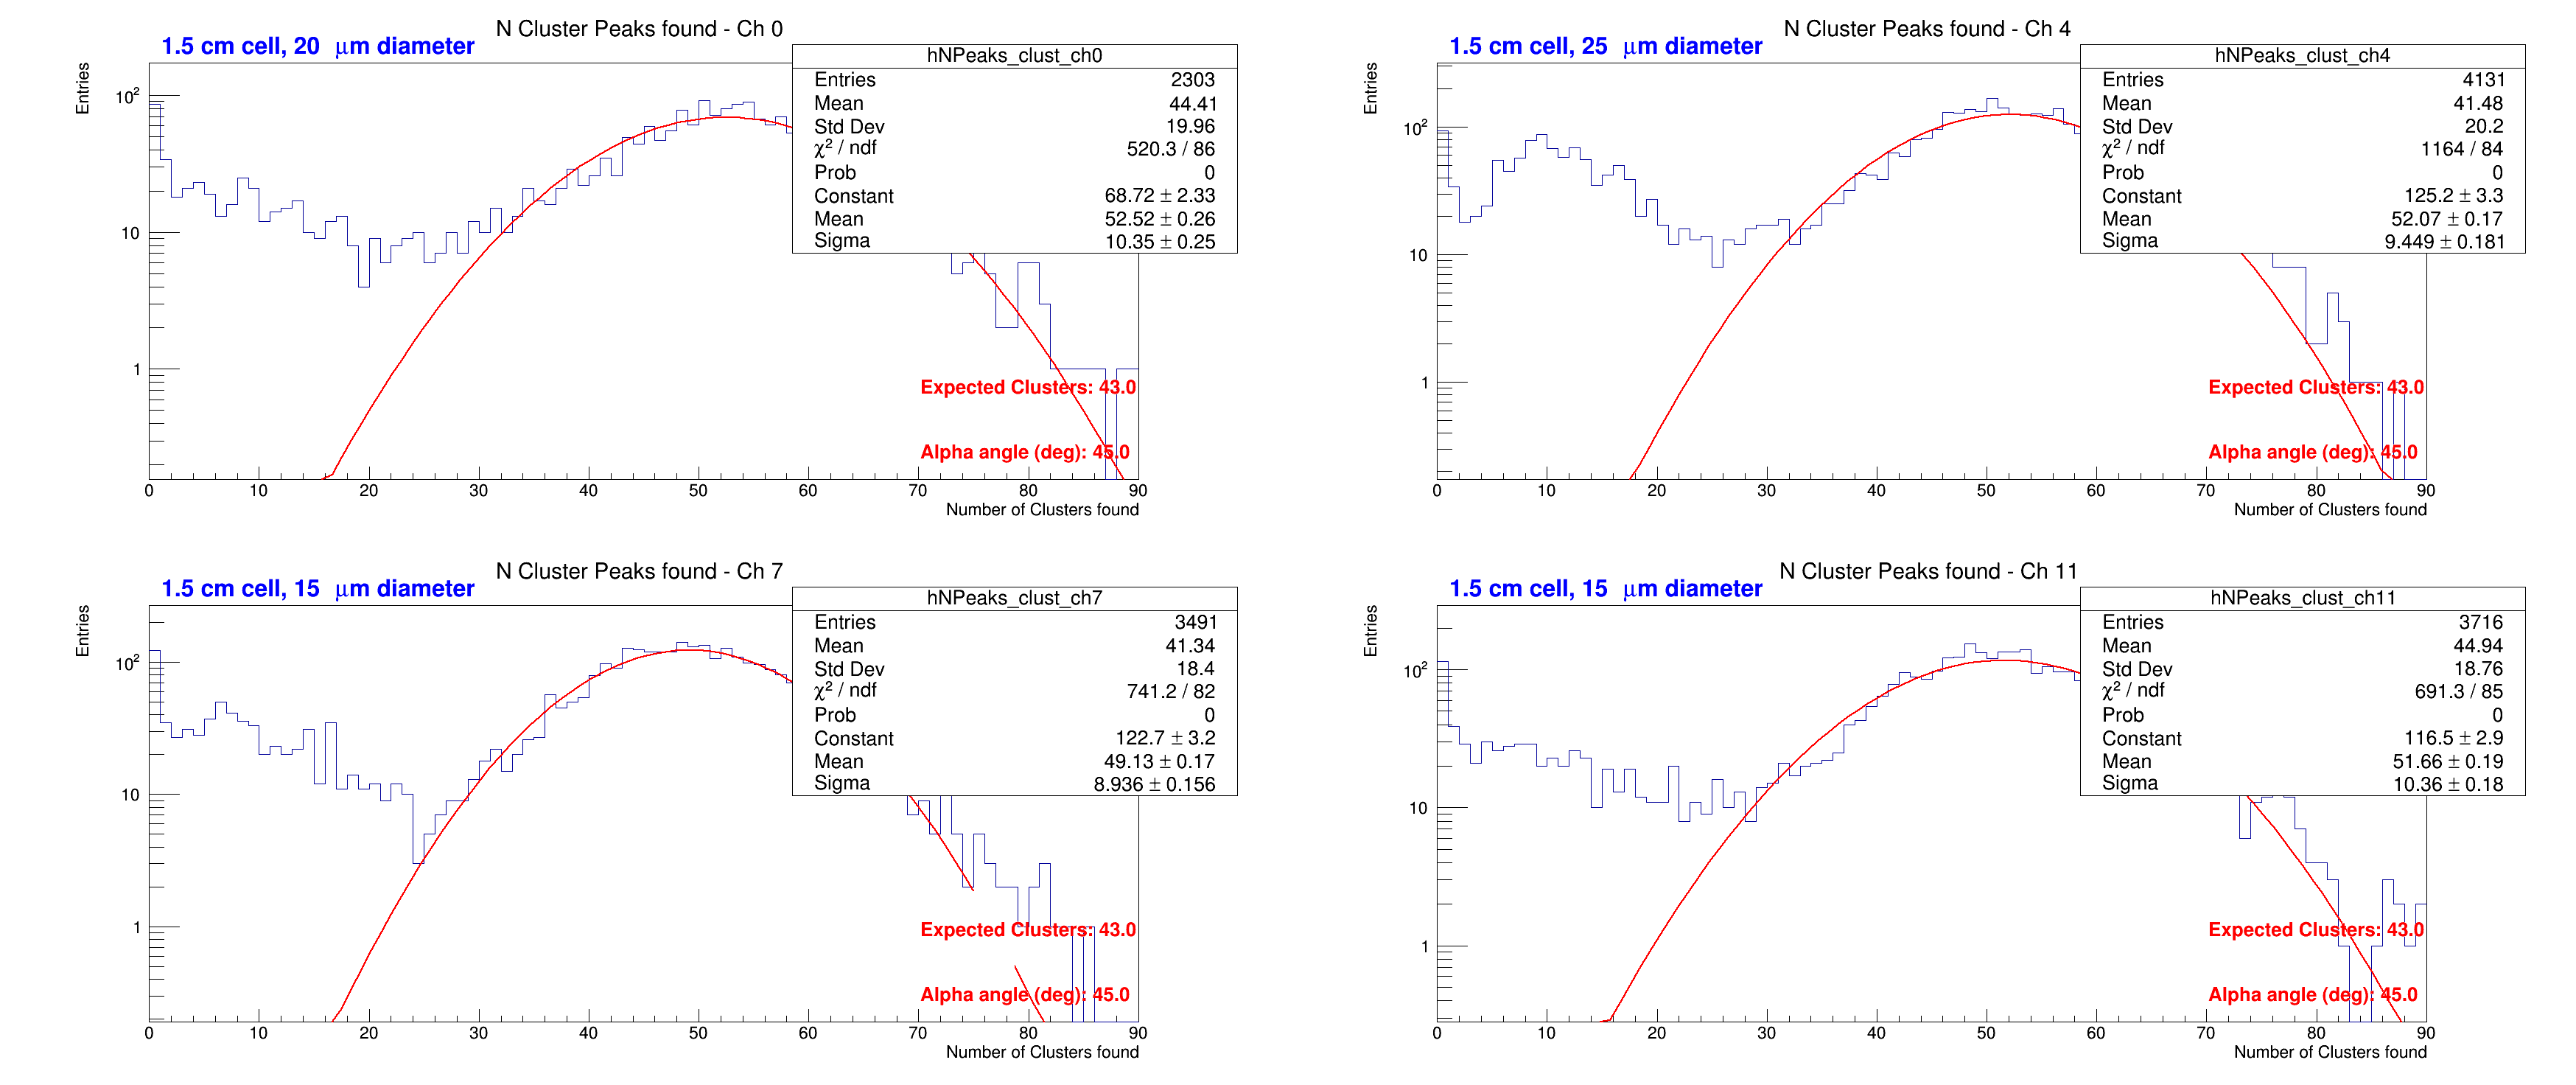 N Cluster Peaks found - Ch 0
1.5 cm cell, 20 μm diameter
Entries
hNPeaks_clust_ch0
Entries 2303
Mean 44.41
Std Dev 19.96
χ² / ndf 520.3 / 86
Prob 0
Constant 68.72 ± 2.33
Mean 52.52 ± 0.26
Sigma 10.35 ± 0.25
10²
10
1
Expected Clusters: 43.0
Alpha angle (deg): 45.0
0 10 20 30 40 50 60 70 80 90
Number of Clusters found
N Cluster Peaks found - Ch 4
1.5 cm cell, 25 μm diameter
Entries
hNPeaks_clust_ch4
Entries 4131
Mean 41.48
Std Dev 20.2
χ² / ndf 1164 / 84
Prob 0
Constant 125.2 ± 3.3
Mean 52.07 ± 0.17
Sigma 9.449 ± 0.181
10²
10
1
Expected Clusters: 43.0
Alpha angle (deg): 45.0
0 10 20 30 40 50 60 70 80 90
Number of Clusters found
N Cluster Peaks found - Ch 7
1.5 cm cell, 15 μm diameter
Entries
hNPeaks_clust_ch7
Entries 3491
Mean 41.34
Std Dev 18.4
χ² / ndf 741.2 / 82
Prob 0
Constant 122.7 ± 3.2
Mean 49.13 ± 0.17
Sigma 8.936 ± 0.156
10²
10
1
Expected Clusters: 43.0
Alpha angle (deg): 45.0
0 10 20 30 40 50 60 70 80 90
Number of Clusters found
N Cluster Peaks found - Ch 11
1.5 cm cell, 15 μm diameter
Entries
hNPeaks_clust_ch11
Entries 3716
Mean 44.94
Std Dev 18.76
χ² / ndf 691.3 / 85
Prob 0
Constant 116.5 ± 2.9
Mean 51.66 ± 0.19
Sigma 10.36 ± 0.18
10²
10
1
Expected Clusters: 43.0
Alpha angle (deg): 45.0
0 10 20 30 40 50 60 70 80 90
Number of Clusters found